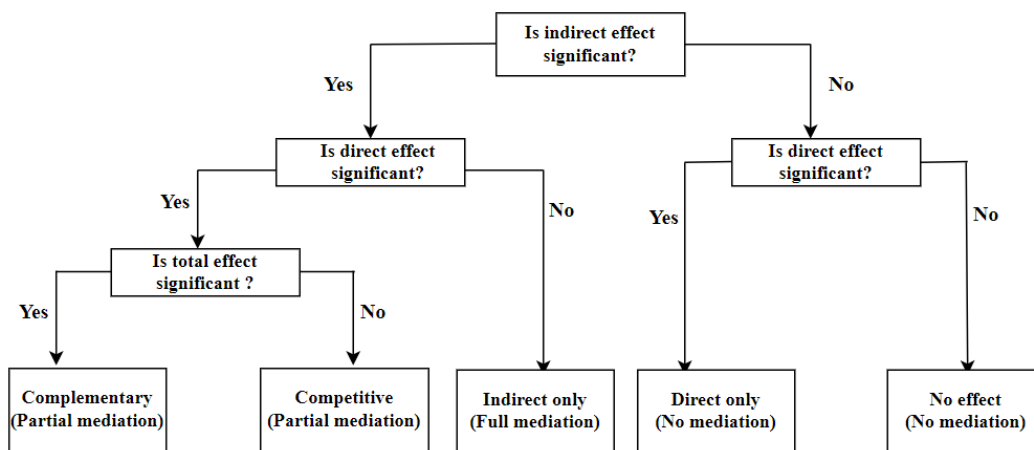 Is indirect effect
significant?
Yes
No
Is direct effect
significant?
Is direct effect
significant?
Yes
No
Yes
No
Is total effect
significant ?
Yes
No
Complementary
(Partial mediation)
Competitive
(Partial mediation)
Indirect only
(Full mediation)
Direct only
(No mediation)
No effect
(No mediation)